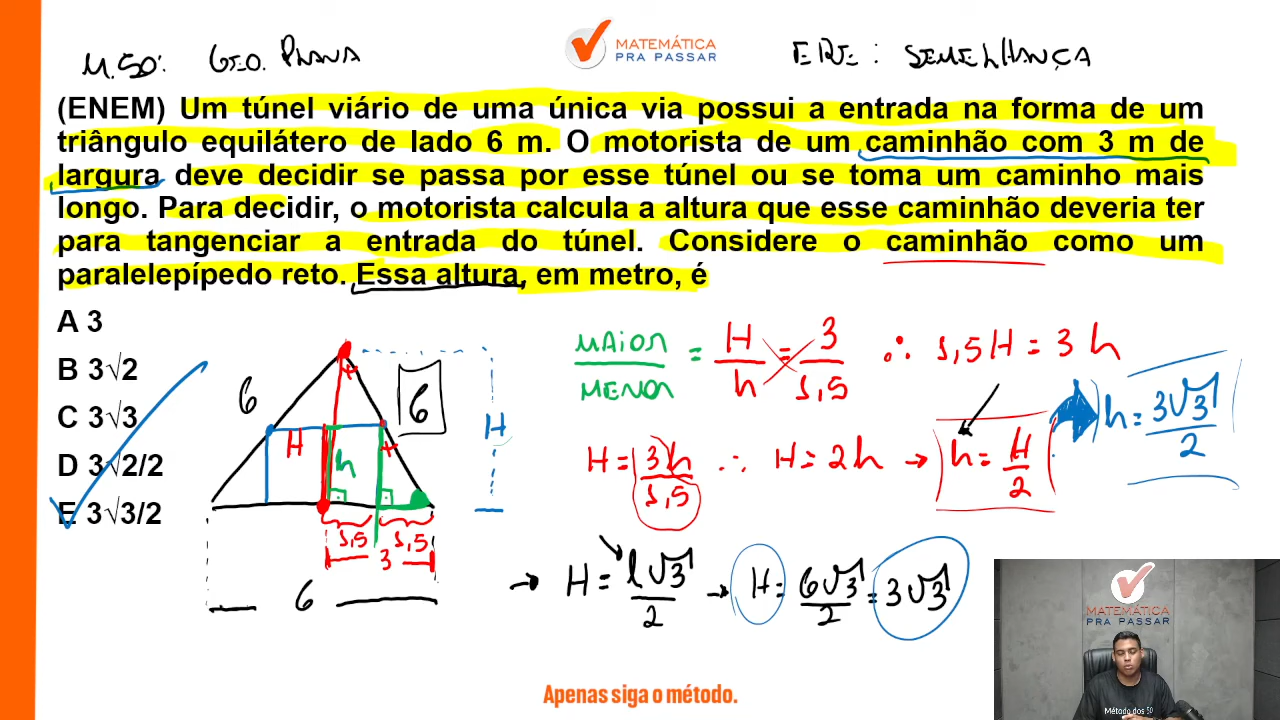 M.50: GEO. PLANA
MATEMÁTICA
PRA PASSAR
ERE: SEMELHANÇA
(ENEM) Um túnel viário de uma única via possui a entrada na forma de um
triângulo equilátero de lado 6 m. O motorista de um caminhão com 3 m de
largura deve decidir se passa por esse túnel ou se toma um caminho mais
longo. Para decidir, o motorista calcula a altura que esse caminhão deveria ter
para tangenciar a entrada do túnel. Considere o caminhão como um
paralelepípedo reto. Essa altura, em metro, é
A 3
B 3√2
C 3√3
D 3√2/2
E 3√3/2
6
6
H
H
h
1,5 1,5
3
6
MAIOR/MENOR = H/h = 3/1,5 ∴ 1,5H = 3h
H = 3h/1,5 ∴ H = 2h → h = H/2
h = 3√3/2
→ H = l√3/2 → H = 6√3/2 = 3√3
MATEMÁTICA
PRA PASSAR
Método dos 50
Apenas siga o método.